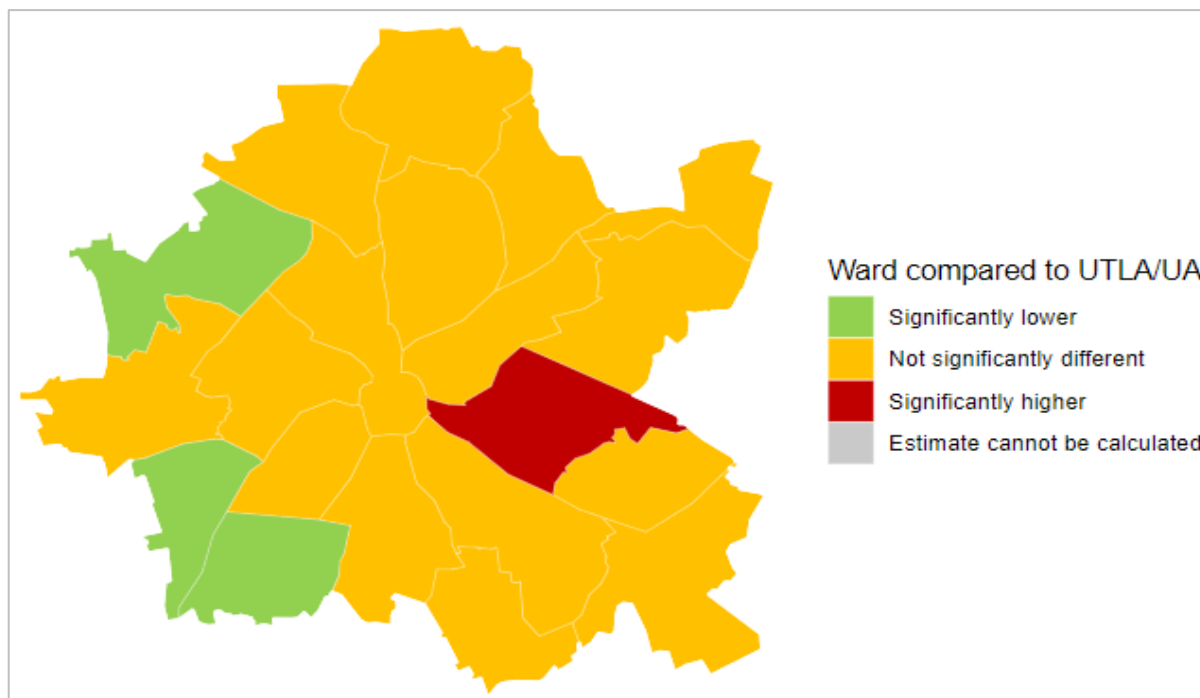 Ward compared to UTLA/UA
Significantly lower
Not significantly different
Significantly higher
Estimate cannot be calculated